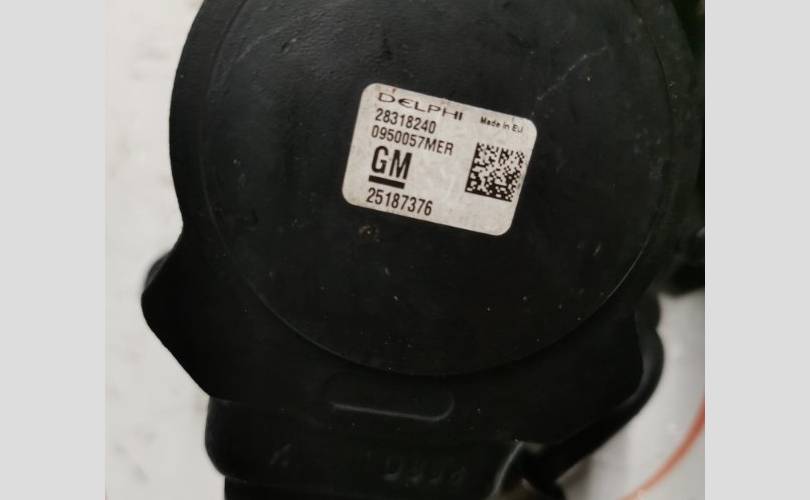 DELPHI Made in EU
28318240
0950057MER
GM
25187376